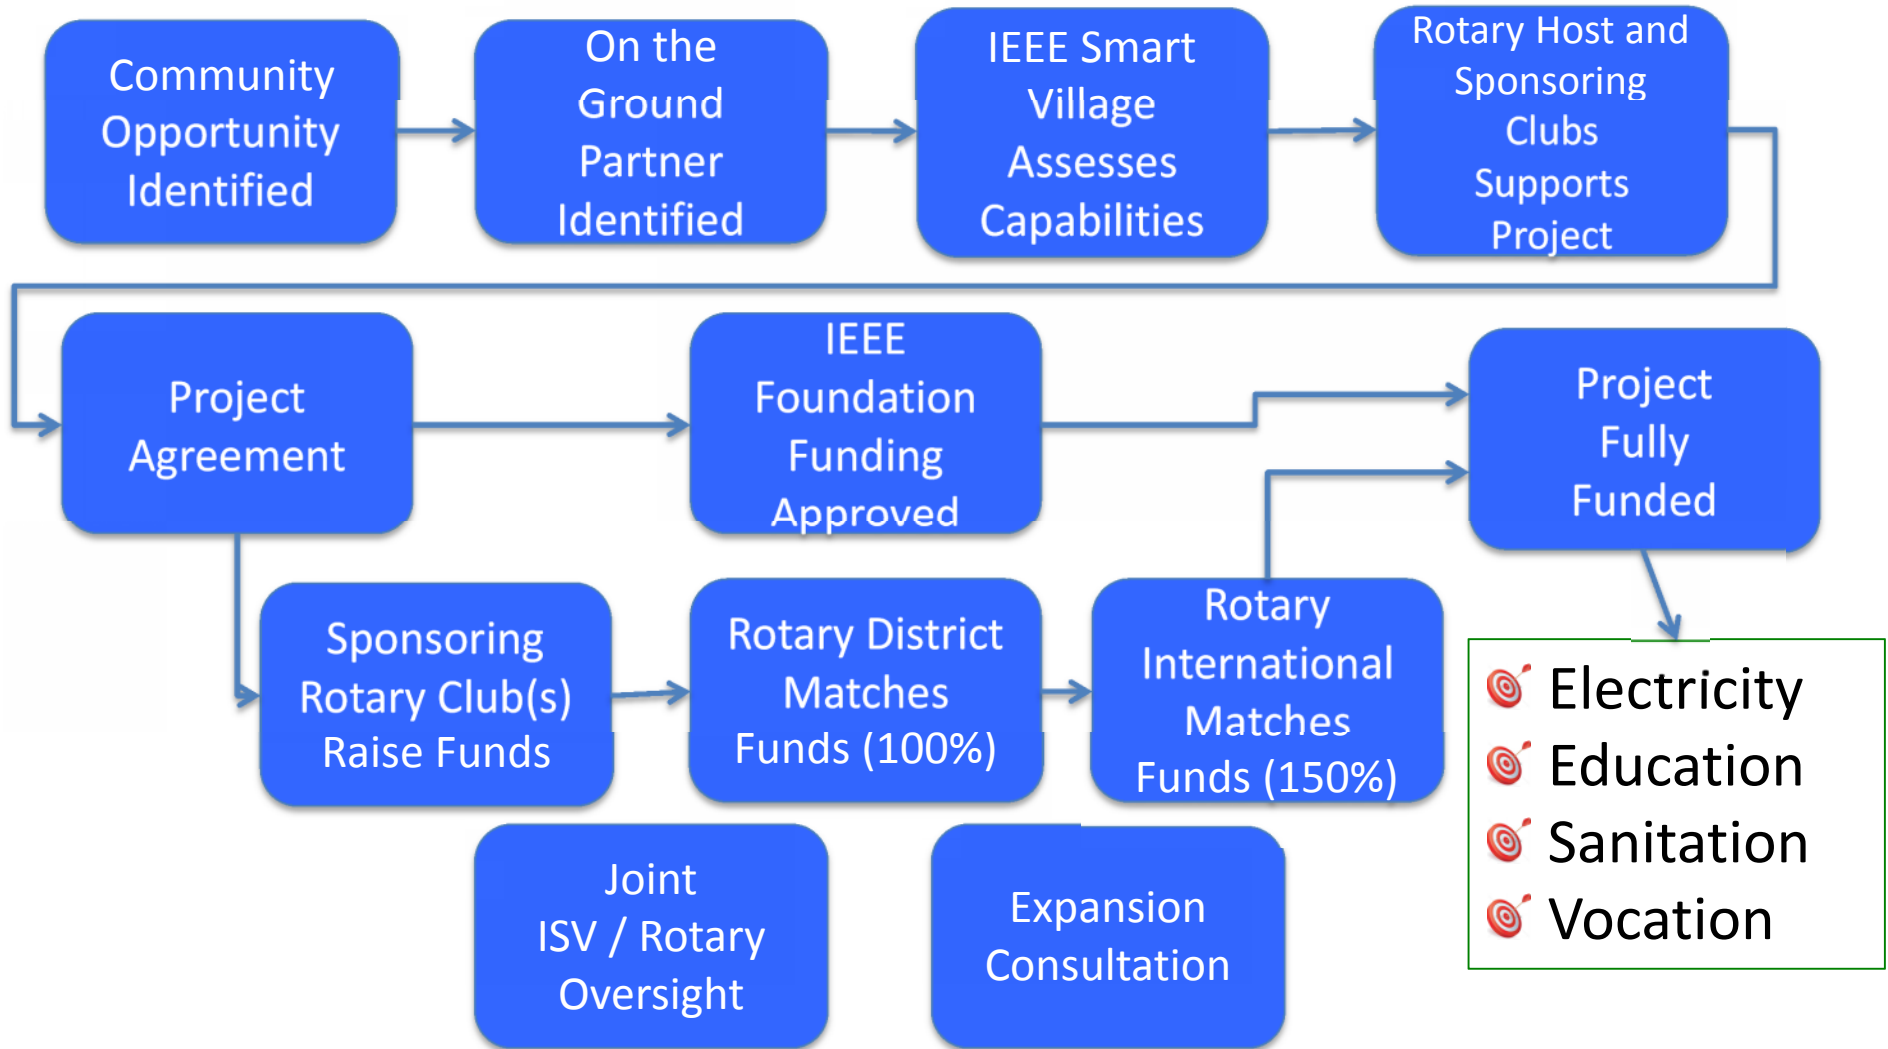 Community
Opportunity
Identified
On the
Ground
Partner
Identified
IEEE Smart
Village
Assesses
Capabilities
Rotary Host and
Sponsoring
Clubs
Supports
Project
Project
Agreement
IEEE
Foundation
Funding
Approved
Project
Fully
Funded
Sponsoring
Rotary Club(s)
Raise Funds
Rotary District
Matches
Funds (100%)
Rotary
International
Matches
Funds (150%)
Electricity
Education
Sanitation
Vocation
Joint
ISV / Rotary
Oversight
Expansion
Consultation